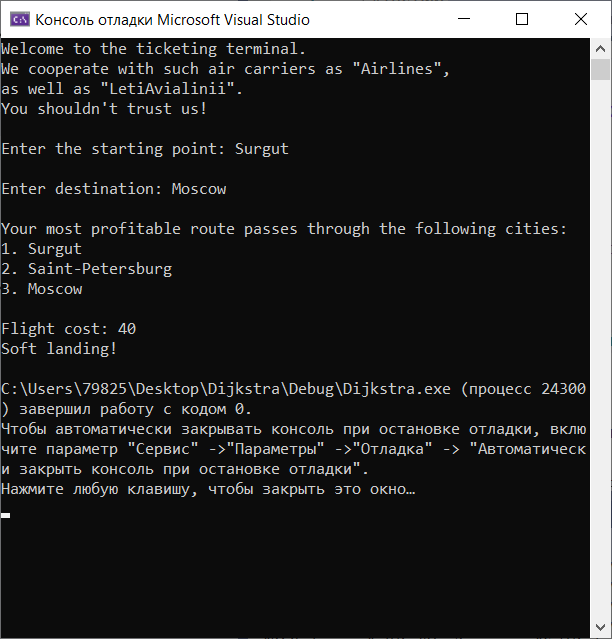 Консоль отладки Microsoft Visual Studio
Welcome to the ticketing terminal.
We cooperate with such air carriers as "Airlines",
as well as "LetiAvialinii".
You shouldn't trust us!
Enter the starting point: Surgut
Enter destination: Moscow
Your most profitable route passes through the following cities:
1. Surgut
2. Saint-Petersburg
3. Moscow
Flight cost: 40
Soft landing!
C:\Users\79825\Desktop\Dijkstra\Debug\Dijkstra.exe (процесс 24300
) завершил работу с кодом 0.
Чтобы автоматически закрывать консоль при остановке отладки, вклю
чите параметр "Сервис" ->"Параметры" ->"Отладка" -> "Автоматическ
и закрыть консоль при остановке отладки".
Нажмите любую клавишу, чтобы закрыть это окно…